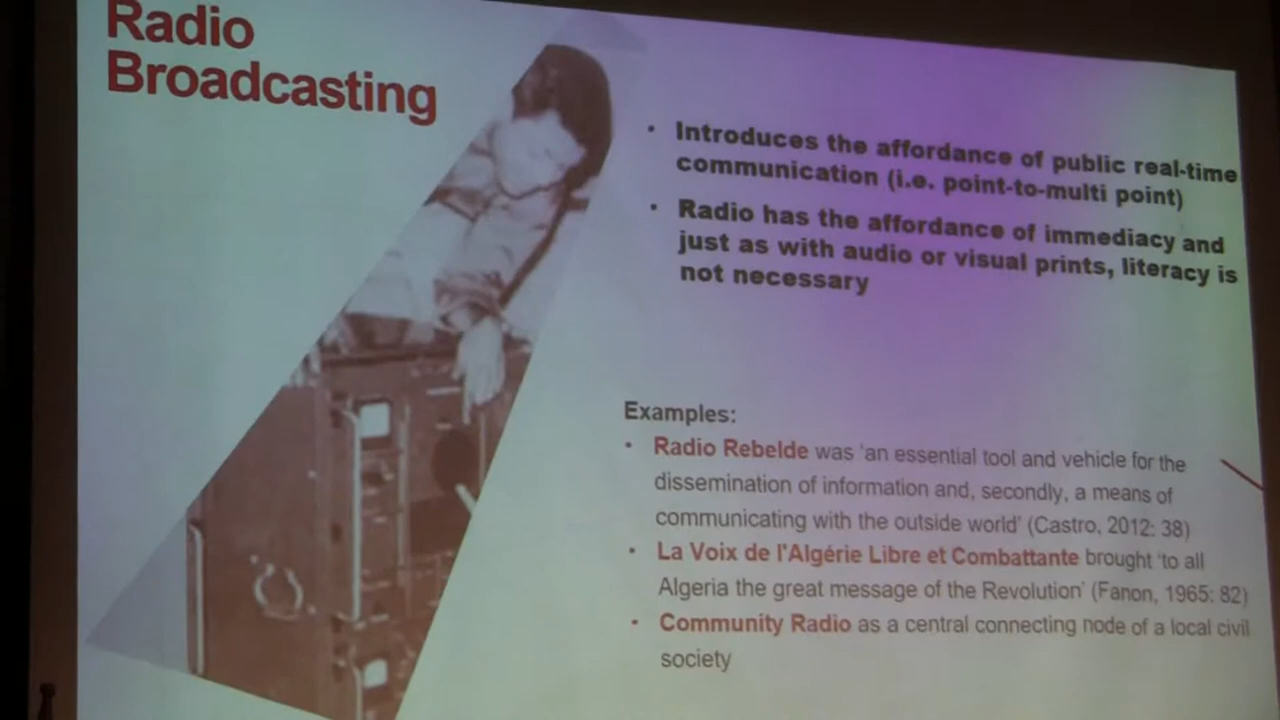 Radio
Broadcasting
• Introduces the affordance of public real-time
communication (i.e. point-to-multi point)
• Radio has the affordance of immediacy and
just as with audio or visual prints, literacy is
not necessary
Examples:
• Radio Rebelde was ‘an essential tool and vehicle for the
dissemination of information and, secondly, a means of
communicating with the outside world’ (Castro, 2012: 38)
• La Voix de l'Algérie Libre et Combattante brought ‘to all
Algeria the great message of the Revolution’ (Fanon, 1965: 82)
• Community Radio as a central connecting node of a local civil
society